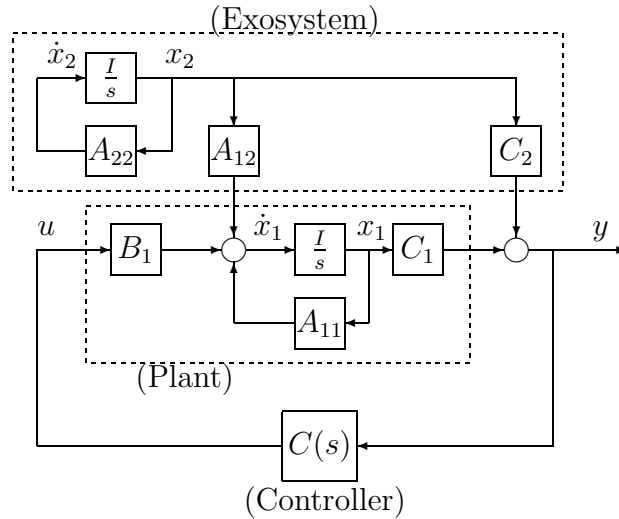 (Exosystem)
ẋ₂ I/s x₂
A₂₂ A₁₂ C₂
u B₁ ẋ₁ I/s x₁ C₁ y
A₁₁
(Plant)
C(s)
(Controller)